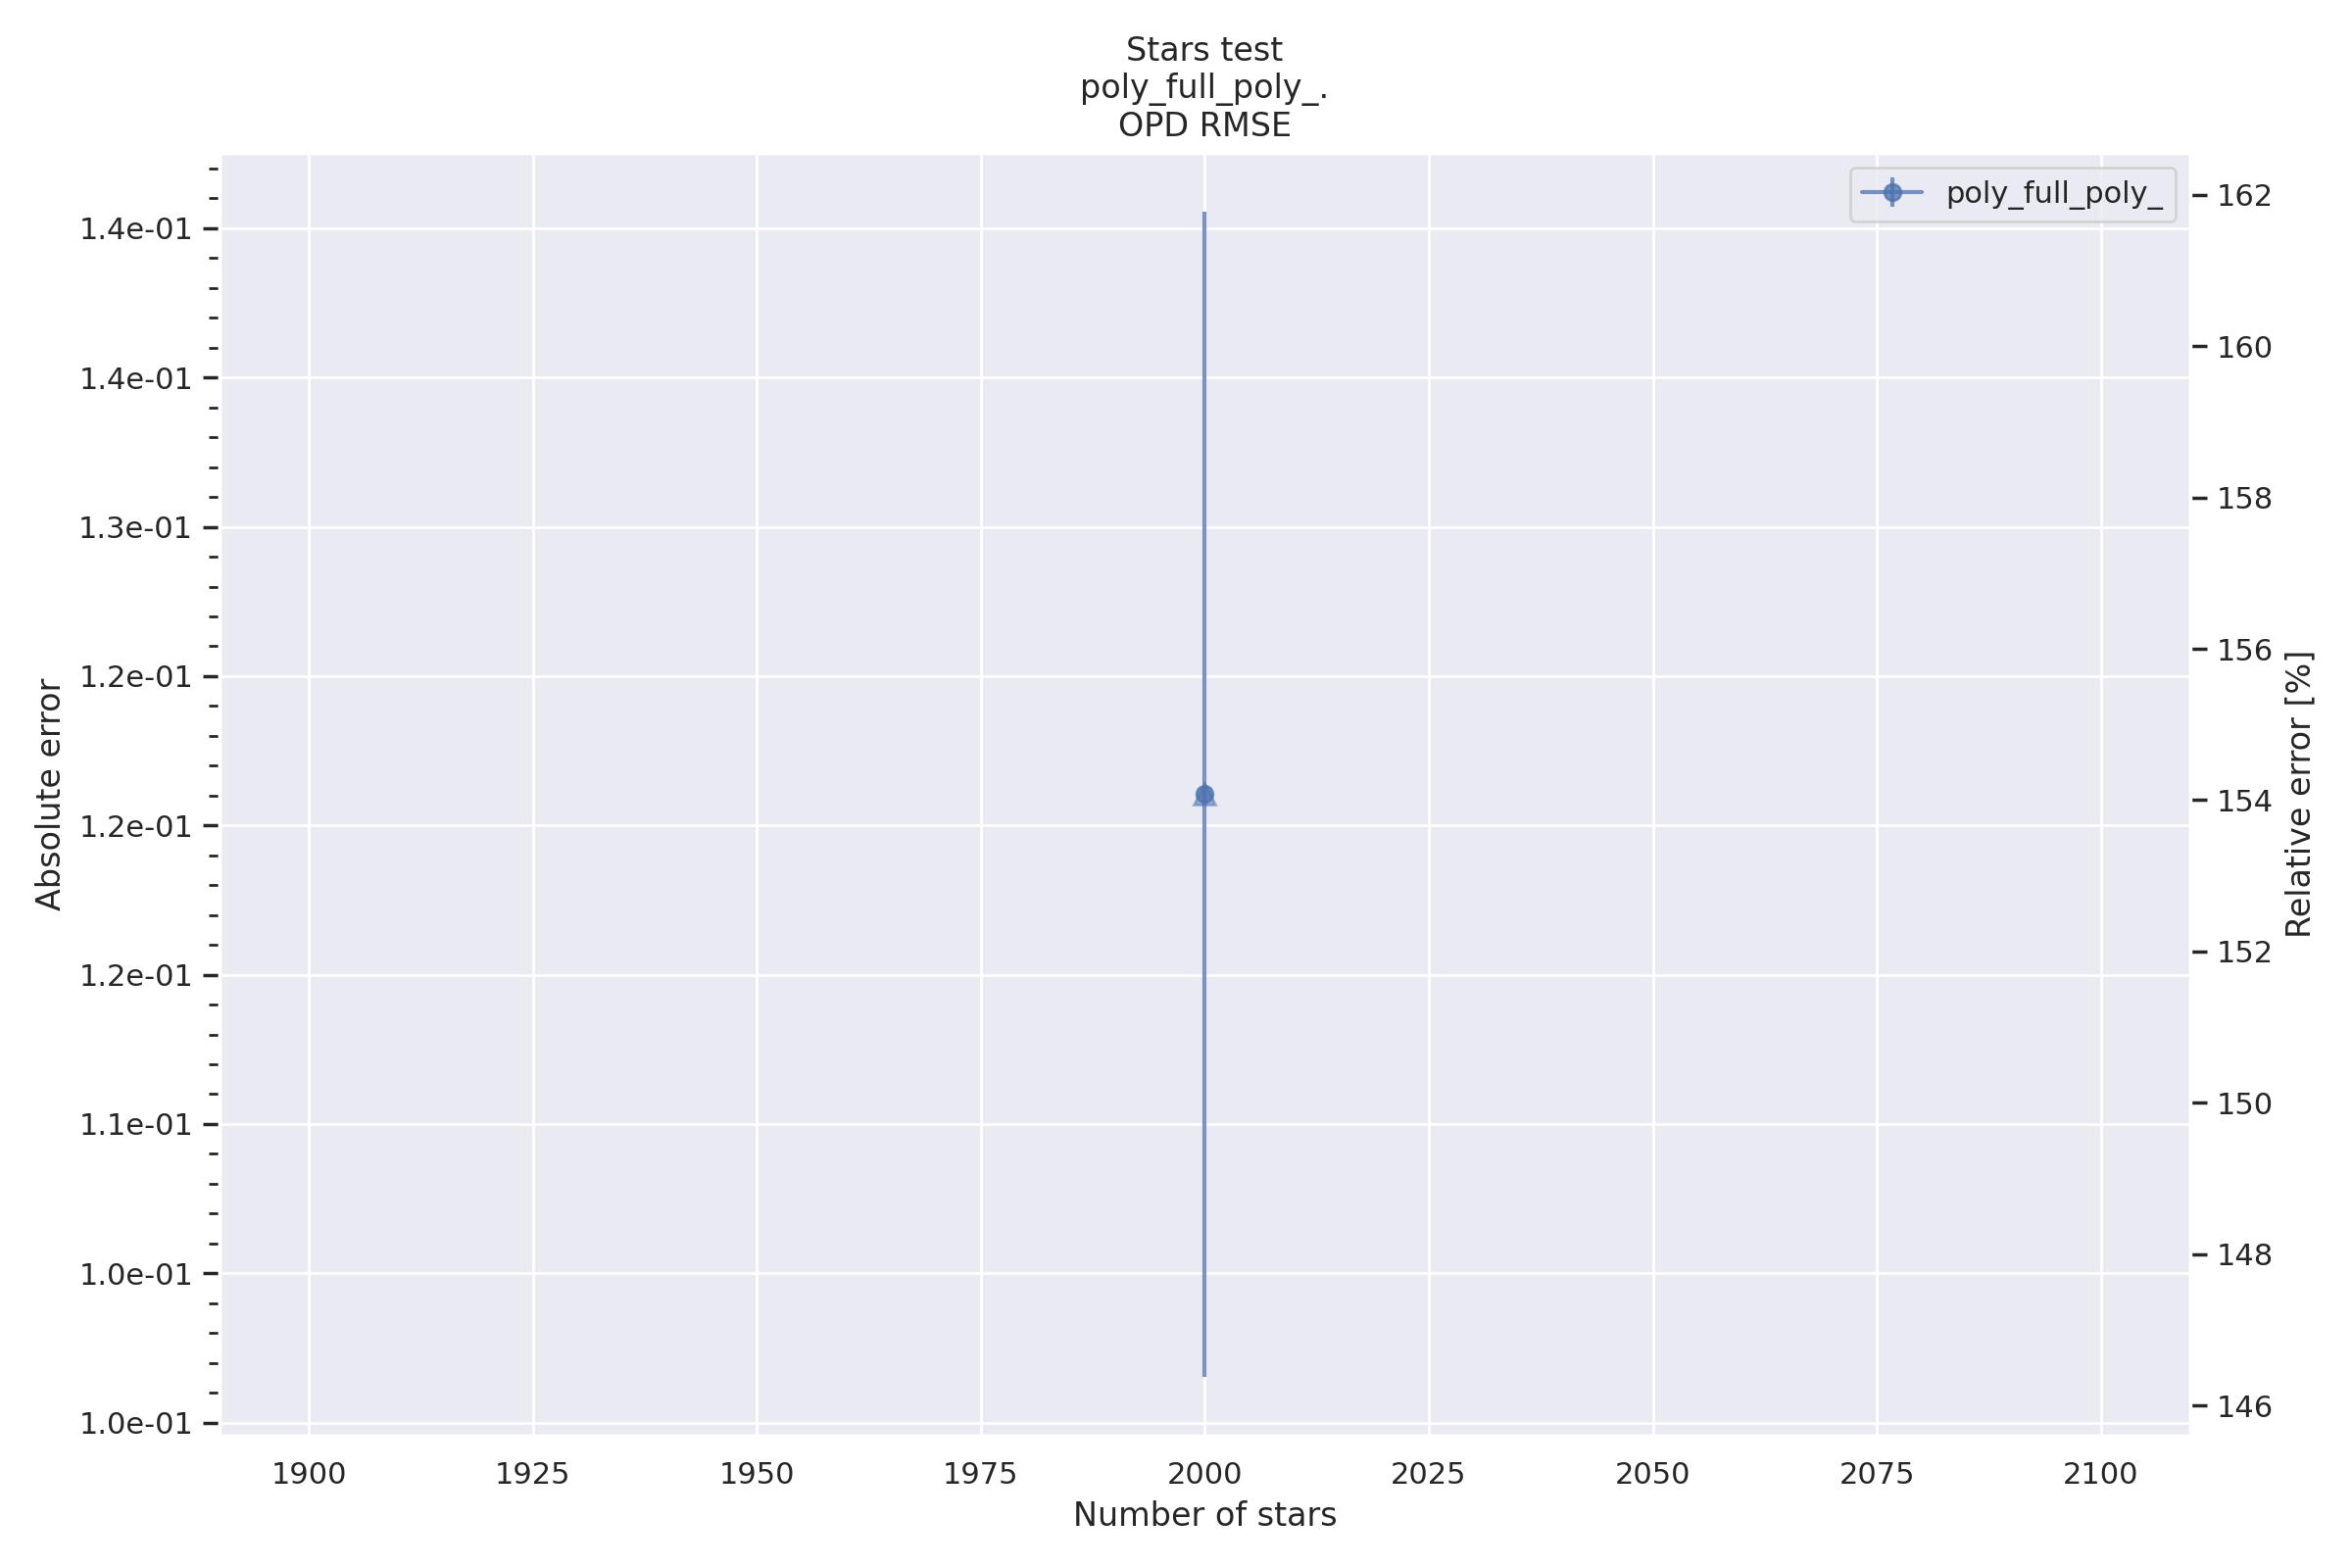 Stars test
poly_full_poly_.
OPD RMSE
poly_full_poly_
Absolute error
1.4e-01
1.4e-01
1.3e-01
1.2e-01
1.2e-01
1.2e-01
1.1e-01
1.0e-01
1.0e-01
162
160
158
156
154
152
150
148
146
Relative error [%]
1900 1925 1950 1975 2000 2025 2050 2075 2100
Number of stars